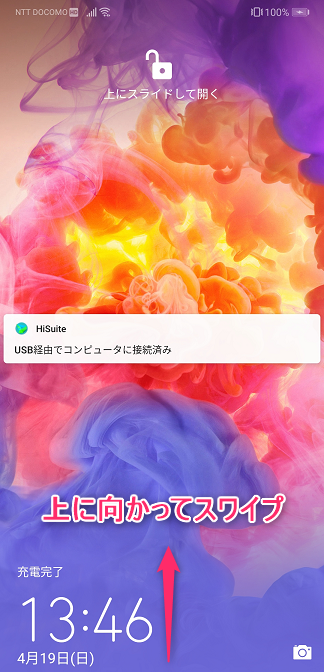 NTT DOCOMO HD 100%
上にスライドして開く
HiSuite
USB経由でコンピュータに接続済み
上に向かってスワイプ
充電完了
13:46
4月19日(日)